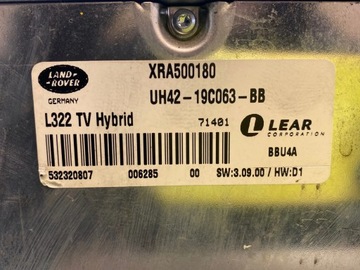 LAND-
ROVER
GERMANY
XRA500180
UH42-19C063-BB
L322 TV Hybrid
71401
LEAR
CORPORATION
BBU4A
532320807 006285 00 SW:3.09.00 / HW:D1